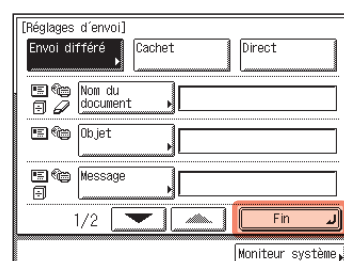 [Réglages d'envoi]
Envoi différé
Cachet
Direct
Nom du
document
Objet
Message
1/2
Fin
Moniteur système